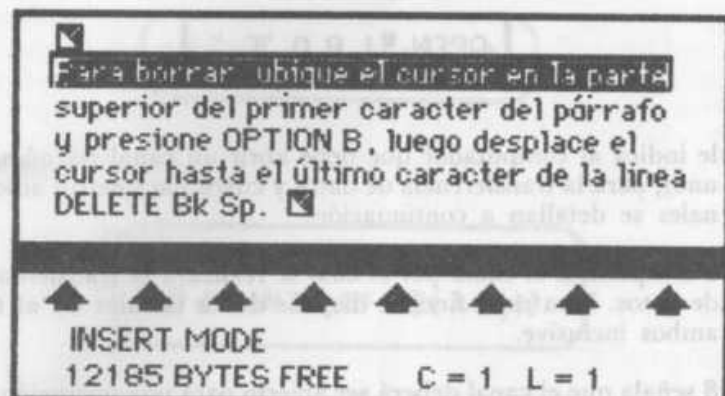 Para borrar ubique el cursor en la parte
superior del primer caracter del párrafo
y presione OPTION B, luego desplace el
cursor hasta el último caracter de la linea
DELETE Bk Sp.
INSERT MODE
12185 BYTES FREE C = 1 L = 1